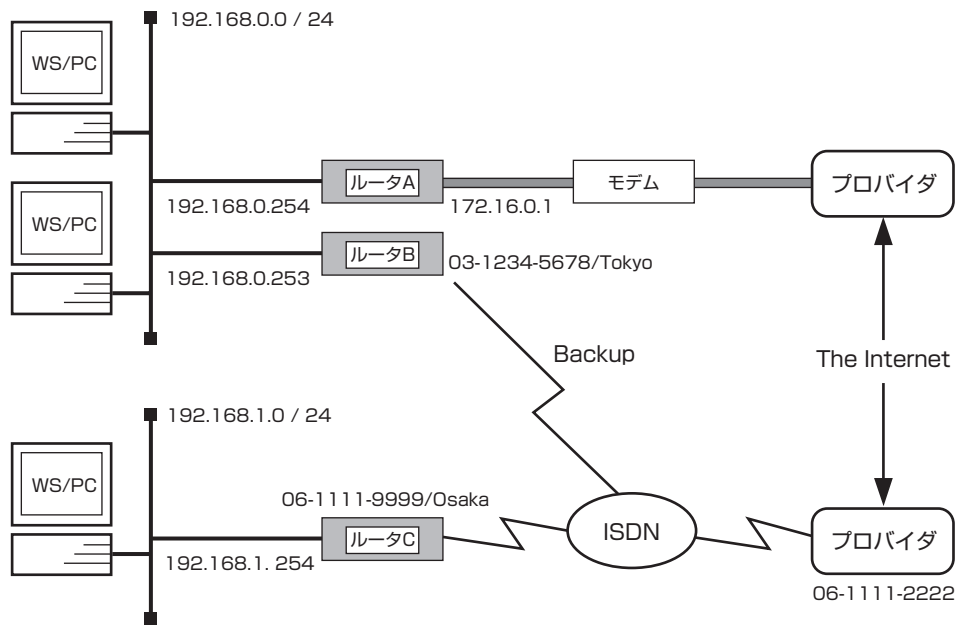 192.168.0.0 / 24
WS/PC
ルータA
モデム
プロバイダ
192.168.0.254
172.16.0.1
WS/PC
ルータB
03-1234-5678/Tokyo
192.168.0.253
Backup
The Internet
192.168.1.0 / 24
WS/PC
06-1111-9999/Osaka
ルータC
ISDN
プロバイダ
192.168.1. 254
06-1111-2222